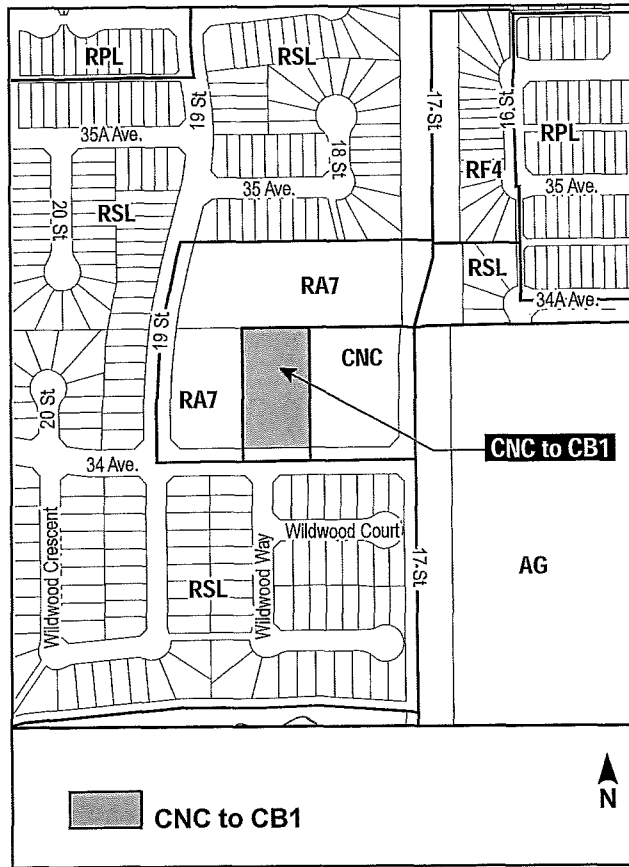 RPL
RSL
19 St
17 St
16 St
35A Ave.
18 St
RPL
RF4
35 Ave.
35 Ave.
20 St
RSL
RSL
RA7
34A Ave.
19 St
CNC
RA7
20 St
CNC to CB1
34 Ave.
Wildwood Crescent
Wildwood Way
Wildwood Court
17 St
AG
RSL
N
CNC to CB1